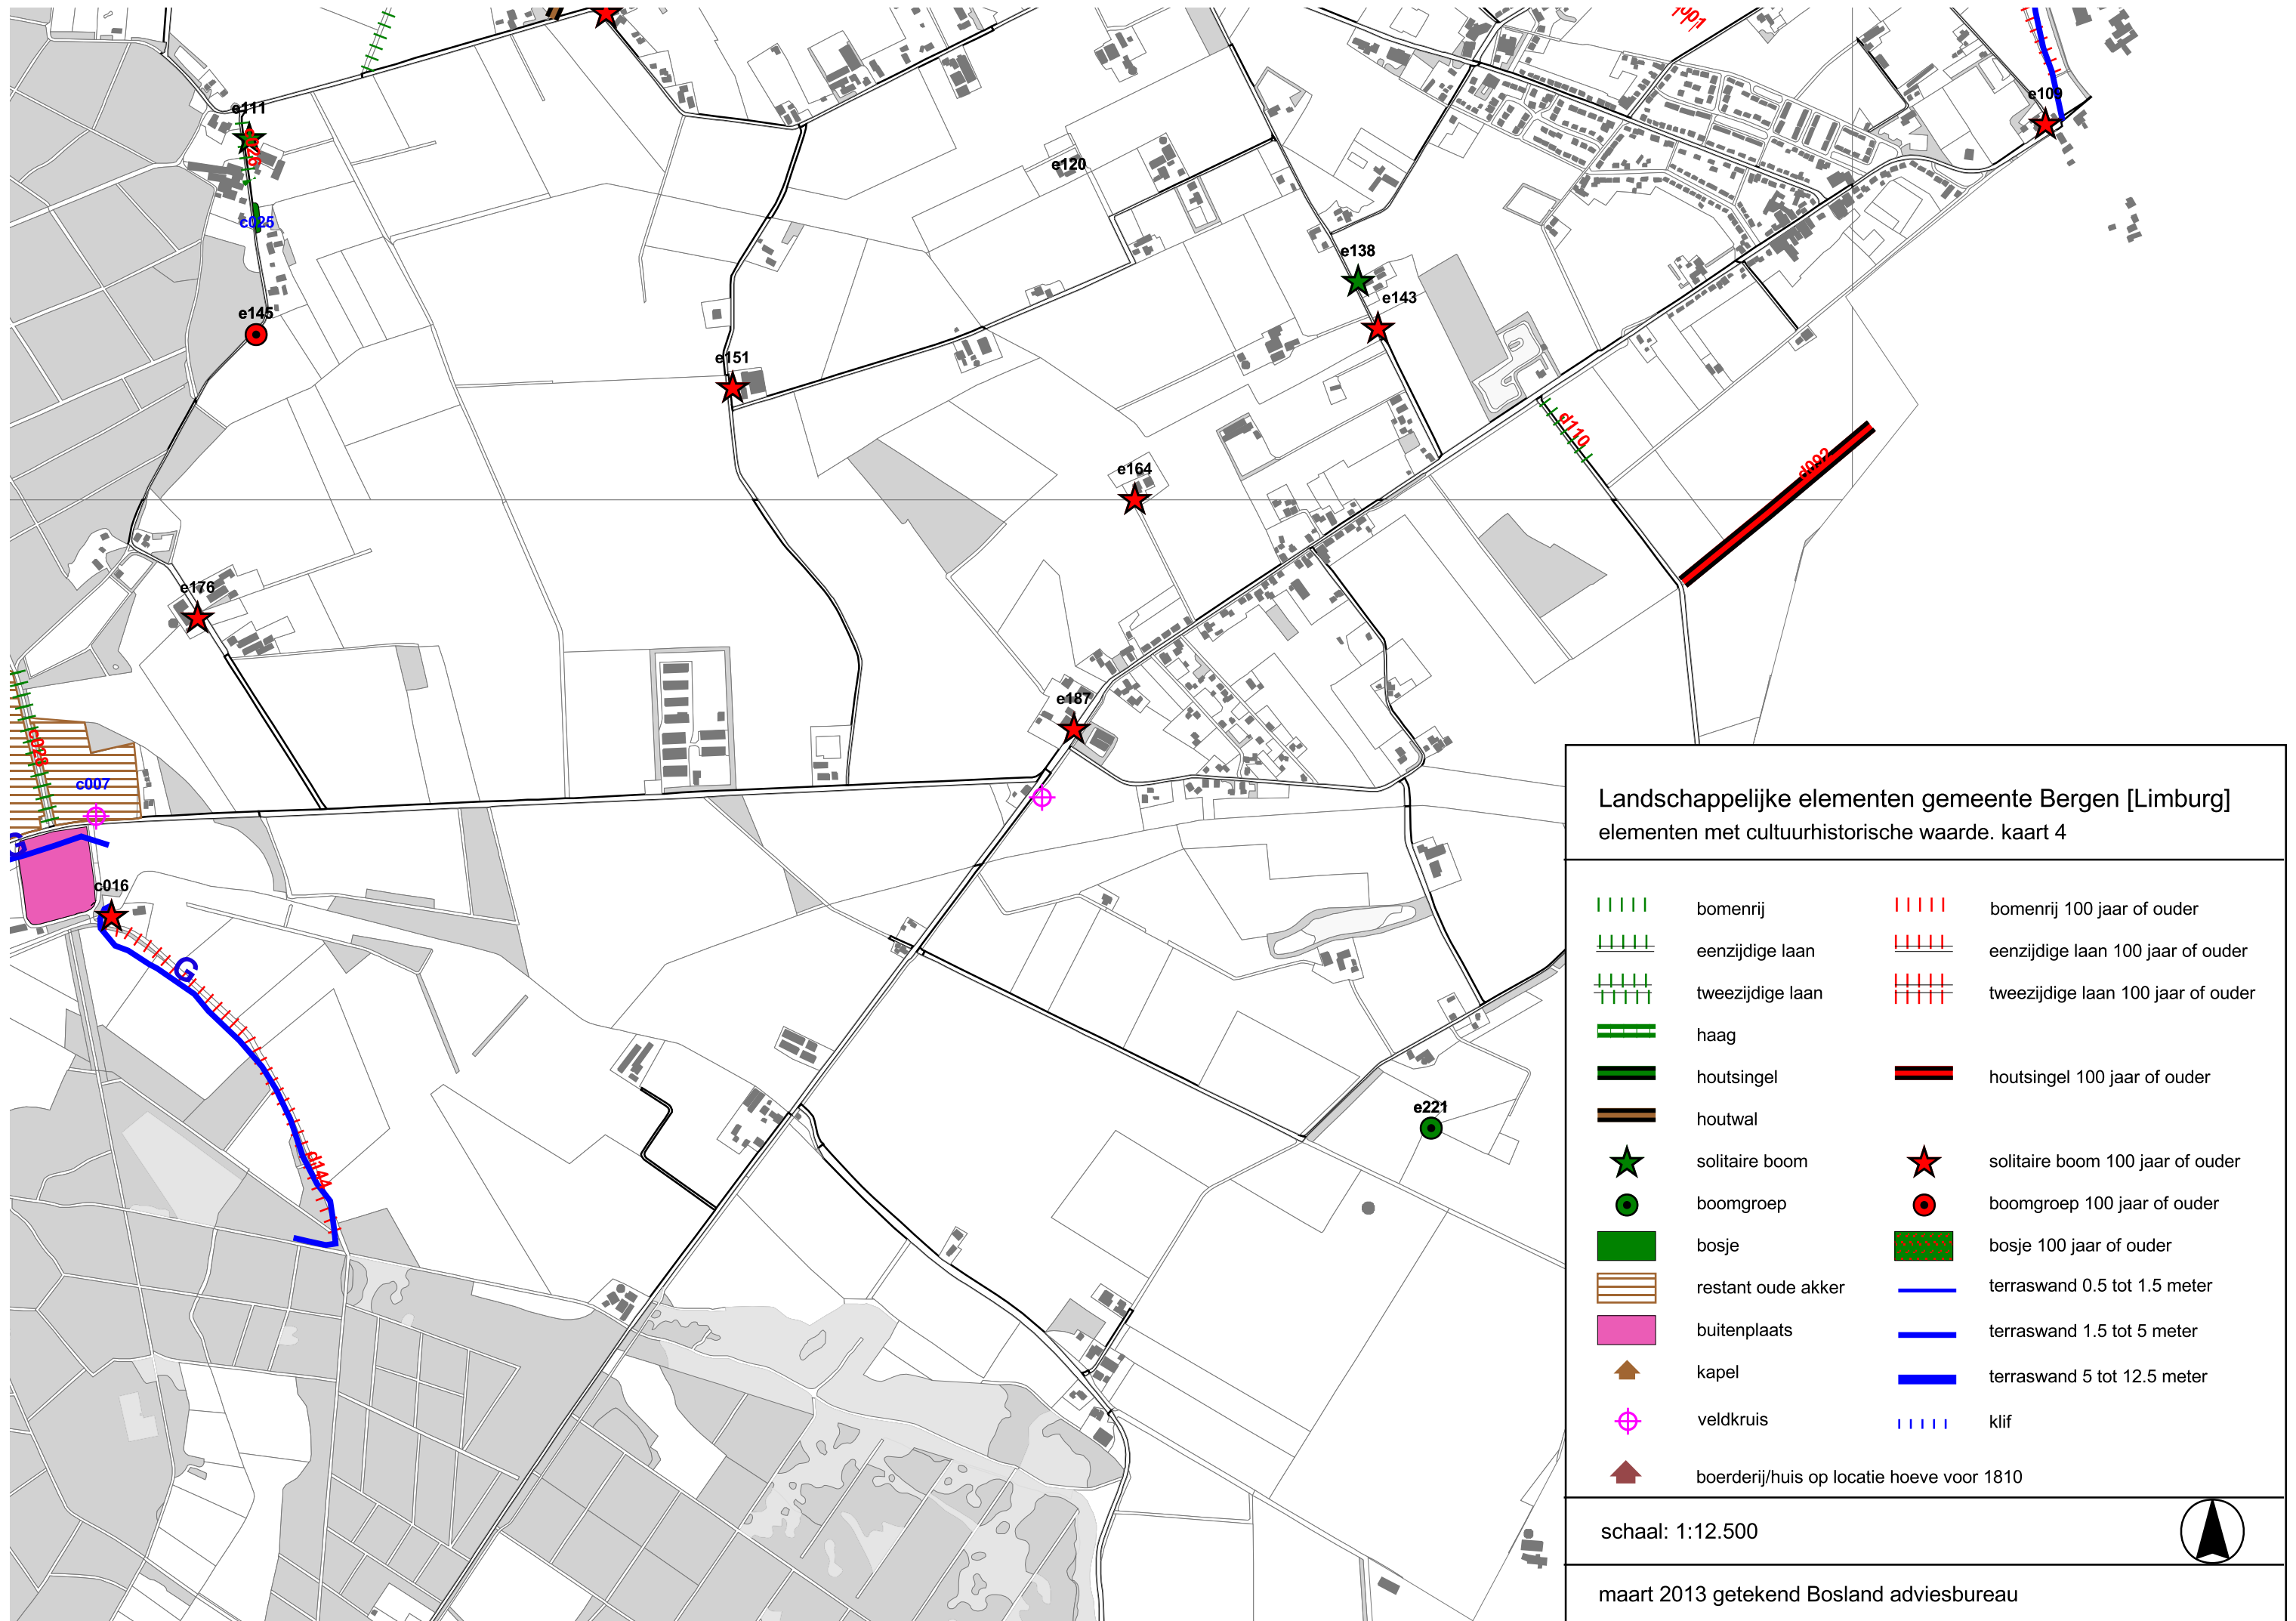 e111
e109
e120
c025
e138
e143
e145
e151
d110
d092
e164
e176
e187
c028
c007
G
c016
G
d144
e221
Landschappelijke elementen gemeente Bergen [Limburg]
elementen met cultuurhistorische waarde. kaart 4
bomenrij
bomenrij 100 jaar of ouder
eenzijdige laan
eenzijdige laan 100 jaar of ouder
tweezijdige laan
tweezijdige laan 100 jaar of ouder
haag
houtsingel
houtsingel 100 jaar of ouder
houtwal
solitaire boom
solitaire boom 100 jaar of ouder
boomgroep
boomgroep 100 jaar of ouder
bosje
bosje 100 jaar of ouder
restant oude akker
terraswand 0.5 tot 1.5 meter
buitenplaats
terraswand 1.5 tot 5 meter
kapel
terraswand 5 tot 12.5 meter
veldkruis
klif
boerderij/huis op locatie hoeve voor 1810
schaal: 1:12.500
maart 2013 getekend Bosland adviesbureau